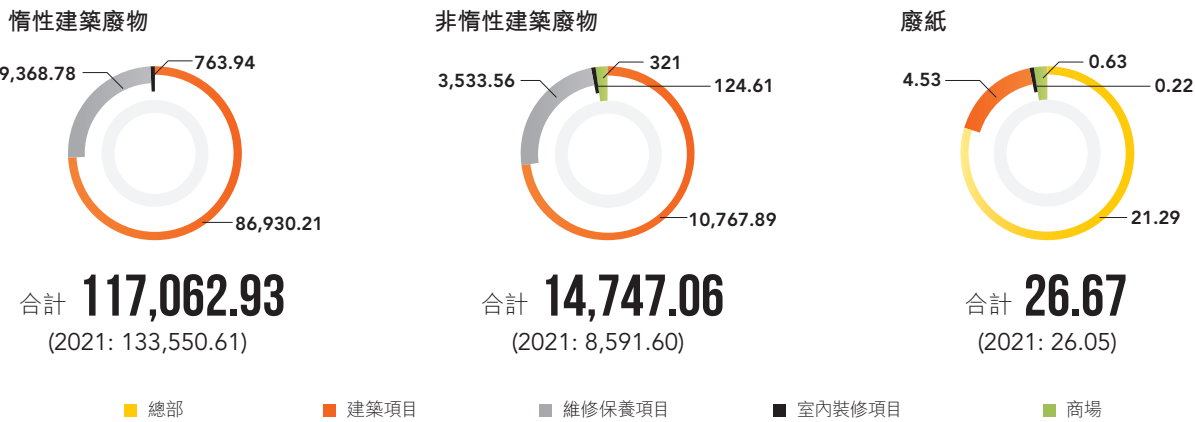 惰性建築廢物
9,368.78
763.94
86,930.21
合計 117,062.93
(2021: 133,550.61)
非惰性建築廢物
3,533.56
321
124.61
10,767.89
合計 14,747.06
(2021: 8,591.60)
廢紙
4.53
0.63
0.22
21.29
合計 26.67
(2021: 26.05)
總部
建築項目
維修保養項目
室內裝修項目
商場